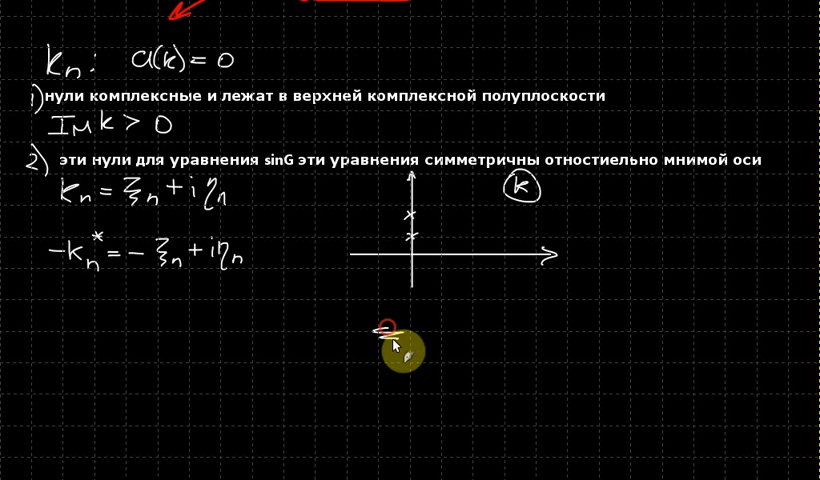 kn: a(k) = 0
1) нули комплексные и лежат в верхней комплексной полуплоскости
Im k > 0
2) эти нули для уравнения sinG эти уравнения симметричны отностиельно мнимой оси
kn = ξn + i ηn
k
-kn* = - ξn + iηn